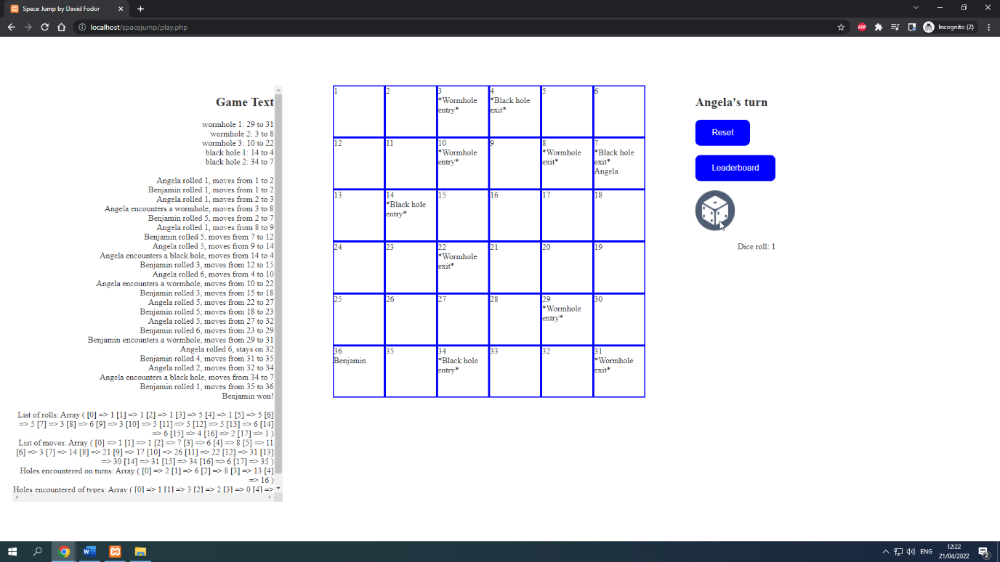 Space Jump by David Fodor
localhost/spacejump/play.php
ABP
Incognito (2)
Game Text
wormhole 1: 29 to 31
wormhole 2: 3 to 8
wormhole 3: 10 to 22
black hole 1: 14 to 4
black hole 2: 34 to 7
Angela rolled 1, moves from 1 to 2
Benjamin rolled 1, moves from 1 to 2
Angela rolled 1, moves from 2 to 3
Angela encounters a wormhole, moves from 3 to 8
Benjamin rolled 5, moves from 2 to 7
Angela rolled 1, moves from 8 to 9
Benjamin rolled 5, moves from 7 to 12
Angela rolled 5, moves from 9 to 14
Angela encounters a black hole, moves from 14 to 4
Benjamin rolled 3, moves from 12 to 15
Angela rolled 6, moves from 4 to 10
Angela encounters a wormhole, moves from 10 to 22
Benjamin rolled 3, moves from 15 to 18
Angela rolled 5, moves from 22 to 27
Benjamin rolled 5, moves from 18 to 23
Angela rolled 5, moves from 27 to 32
Benjamin rolled 6, moves from 23 to 29
Benjamin encounters a wormhole, moves from 29 to 31
Angela rolled 6, stays on 32
Benjamin rolled 4, moves from 31 to 35
Angela rolled 2, moves from 32 to 34
Angela encounters a black hole, moves from 34 to 7
Benjamin rolled 1, moves from 35 to 36
Benjamin won!
List of rolls: Array ( [0] => 1 [1] => 1 [2] => 1 [3] => 5 [4] => 1 [5] => 5 [6]
=> 5 [7] => 3 [8] => 6 [9] => 3 [10] => 5 [11] => 5 [12] => 5 [13] => 6 [14]
=> 6 [15] => 4 [16] => 2 [17] => 1 )
List of moves: Array ( [0] => 1 [1] => 1 [2] => 7 [3] => 6 [4] => 8 [5] => 11
[6] => 3 [7] => 14 [8] => 21 [9] => 17 [10] => 26 [11] => 22 [12] => 31 [13]
=> 30 [14] => 31 [15] => 34 [16] => 6 [17] => 35 )
Holes encountered on turns: Array ( [0] => 2 [1] => 6 [2] => 8 [3] => 13 [4]
=> 16 )
Holes encountered of types: Array ( [0] => 1 [1] => 3 [2] => 2 [3] => 0 [4] =>
1 2 3 4 5 6
*Wormhole *Black hole
entry* exit*
12 11 10 9 8 7
*Wormhole *Wormhole *Black hole
entry* exit* exit*
Angela
13 14 15 16 17 18
*Black hole
entry*
24 23 22 21 20 19
*Wormhole
exit*
25 26 27 28 29 30
*Wormhole
entry*
36 35 34 33 32 31
Benjamin *Black hole *Wormhole
entry* exit*
Angela's turn
Reset
Leaderboard
Dice roll: 1
ENG
12:22
21/04/2022
2